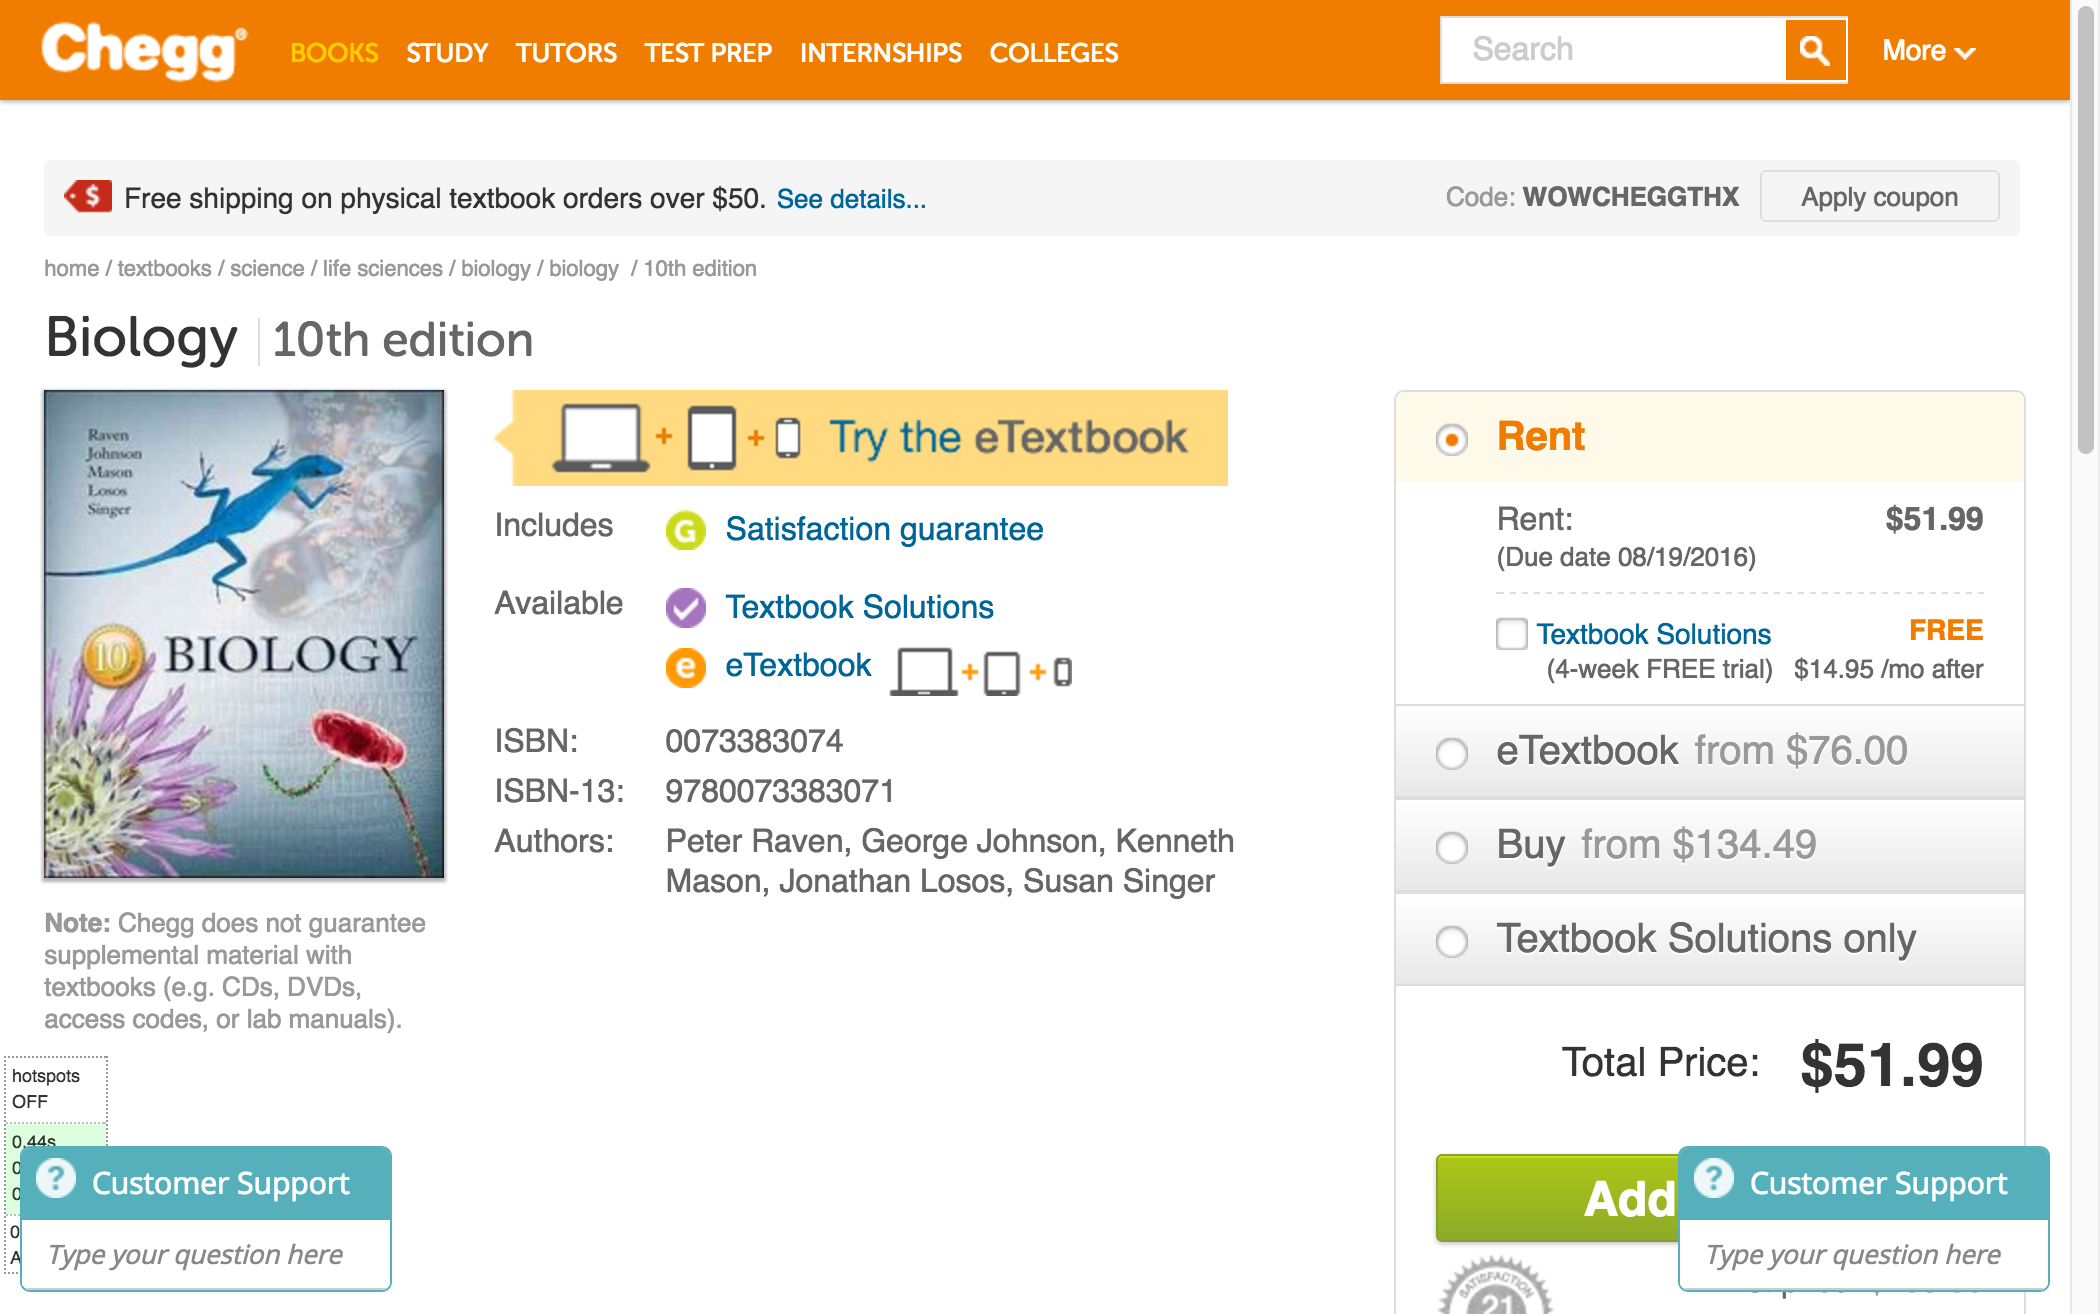 Chegg
BOOKS STUDY TUTORS TEST PREP INTERNSHIPS COLLEGES
Search
More
$ Free shipping on physical textbook orders over $50. See details...
Code: WOWCHEGGTHX
Apply coupon
home / textbooks / science / life sciences / biology / biology / 10th edition
Biology 10th edition
Raven
Johnson
Mason
Losos
Singer
10
BIOLOGY
Note: Chegg does not guarantee
supplemental material with
textbooks (e.g. CDs, DVDs,
access codes, or lab manuals).
+ + Try the eTextbook
Includes G Satisfaction guarantee
Available Textbook Solutions
e eTextbook + +
ISBN: 0073383074
ISBN-13: 9780073383071
Authors: Peter Raven, George Johnson, Kenneth
Mason, Jonathan Losos, Susan Singer
Rent
Rent: $51.99
(Due date 08/19/2016)
Textbook Solutions FREE
(4-week FREE trial) $14.95 /mo after
eTextbook from $76.00
Buy from $134.49
Textbook Solutions only
Total Price: $51.99
Add
SATISFACTION
21
hotspots
OFF
0.44s
? Customer Support
Type your question here
? Customer Support
Type your question here